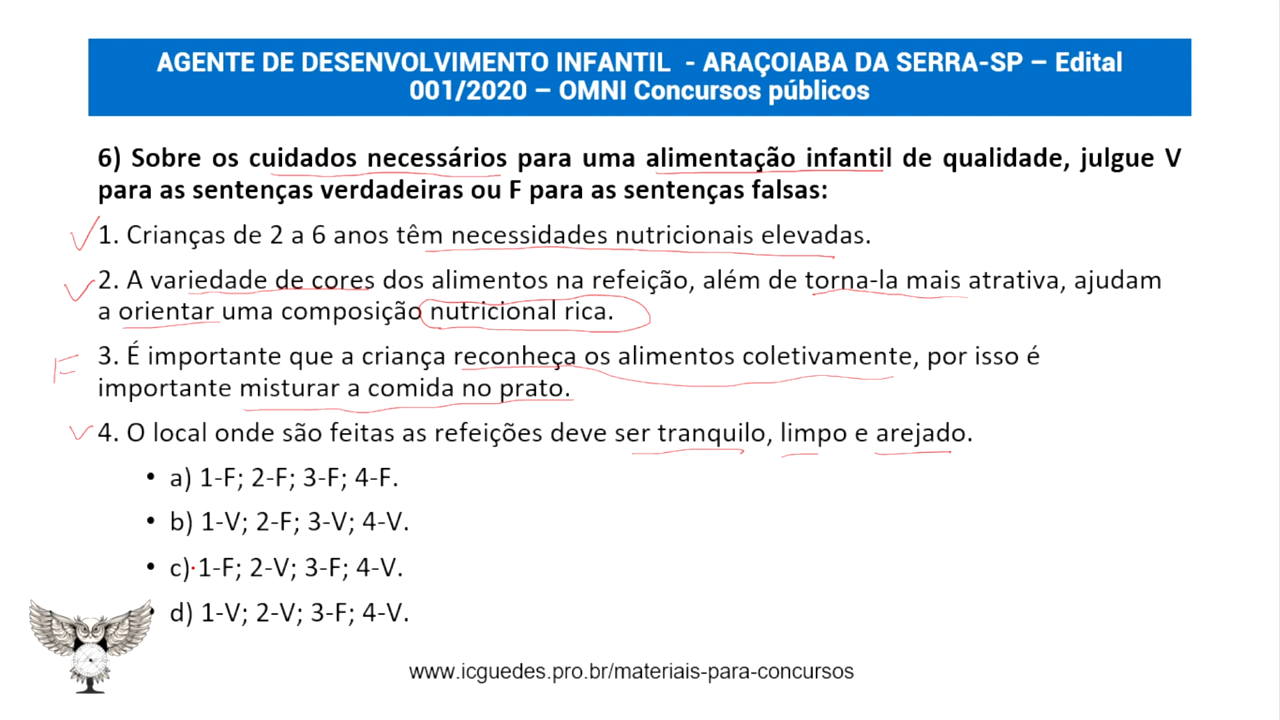 AGENTE DE DESENVOLVIMENTO INFANTIL - ARAÇOIABA DA SERRA-SP – Edital
001/2020 – OMNI Concursos públicos
6) Sobre os cuidados necessários para uma alimentação infantil de qualidade, julgue V
para as sentenças verdadeiras ou F para as sentenças falsas:
1. Crianças de 2 a 6 anos têm necessidades nutricionais elevadas.
2. A variedade de cores dos alimentos na refeição, além de torna-la mais atrativa, ajudam
a orientar uma composição nutricional rica.
F 3. É importante que a criança reconheça os alimentos coletivamente, por isso é
importante misturar a comida no prato.
4. O local onde são feitas as refeições deve ser tranquilo, limpo e arejado.
• a) 1-F; 2-F; 3-F; 4-F.
• b) 1-V; 2-F; 3-V; 4-V.
• c) 1-F; 2-V; 3-F; 4-V.
• d) 1-V; 2-V; 3-F; 4-V.
www.icguedes.pro.br/materiais-para-concursos